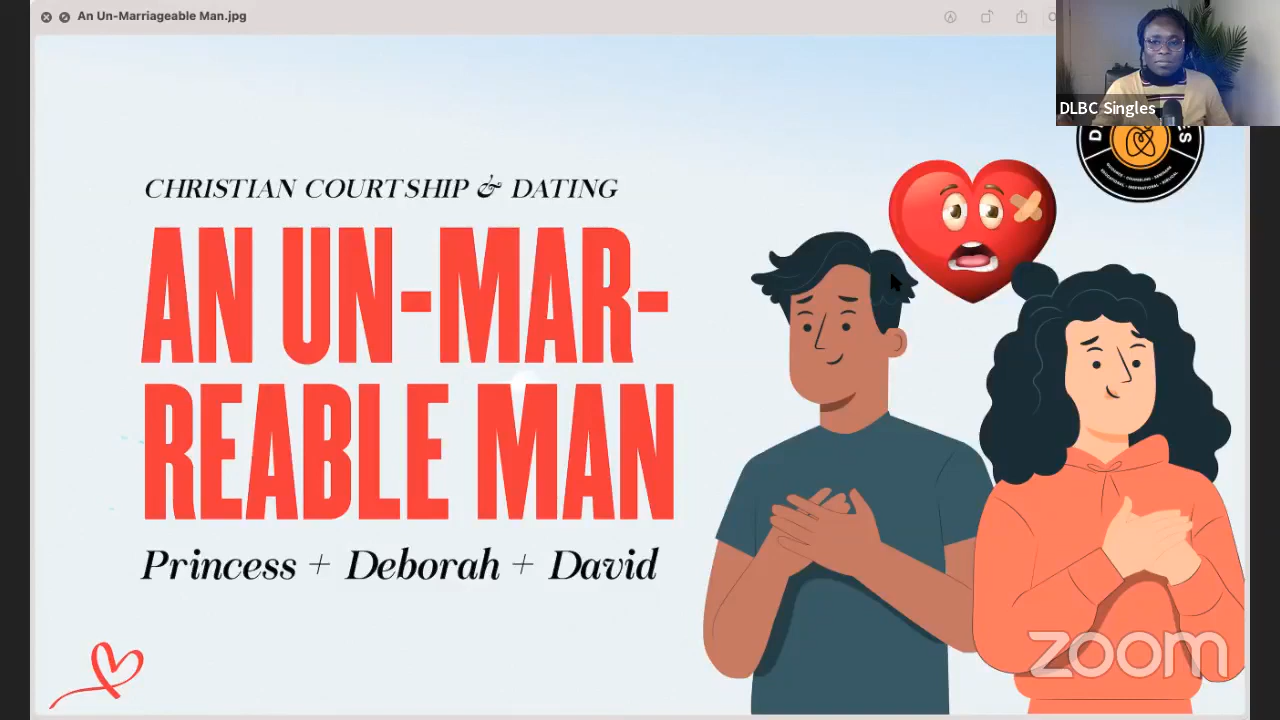 An Un-Marriageable Man.jpg
DLBC Singles
CHRISTIAN COURTSHIP & DATING
AN UN-MAR-
REABLE MAN
Princess + Deborah + David
zoom